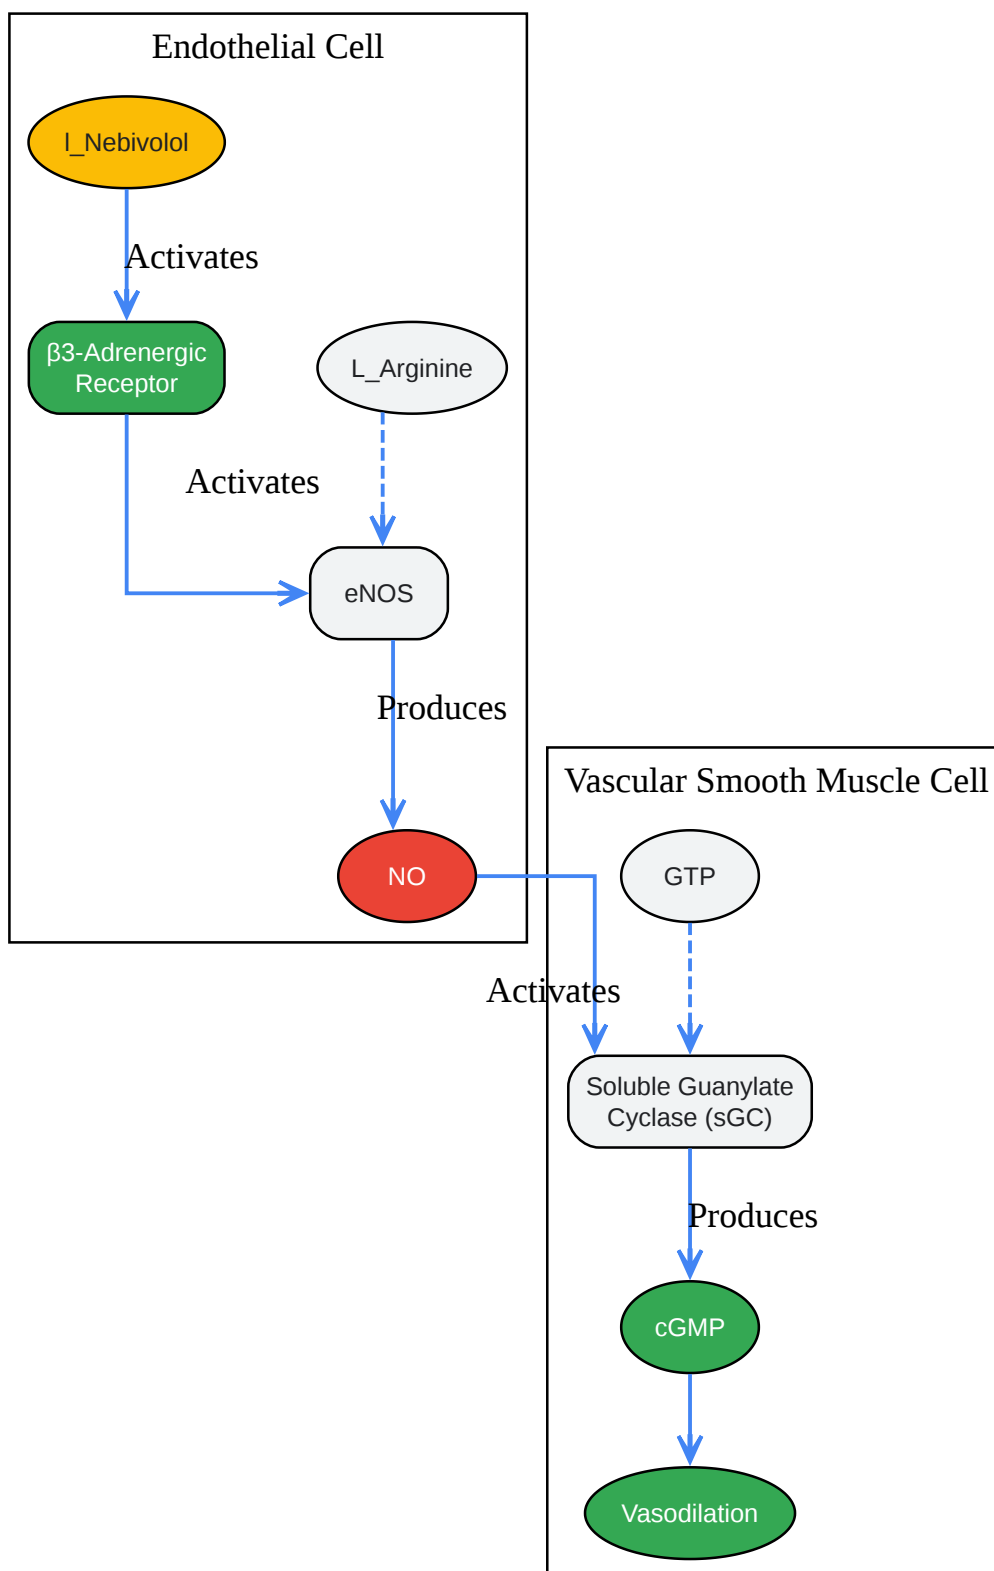 Endothelial Cell
l_Nebivolol
Activates
β3-Adrenergic
Receptor
L_Arginine
Activates
eNOS
Produces
Vascular Smooth Muscle Cell
NO
GTP
Activates
Soluble Guanylate
Cyclase (sGC)
Produces
cGMP
Vasodilation